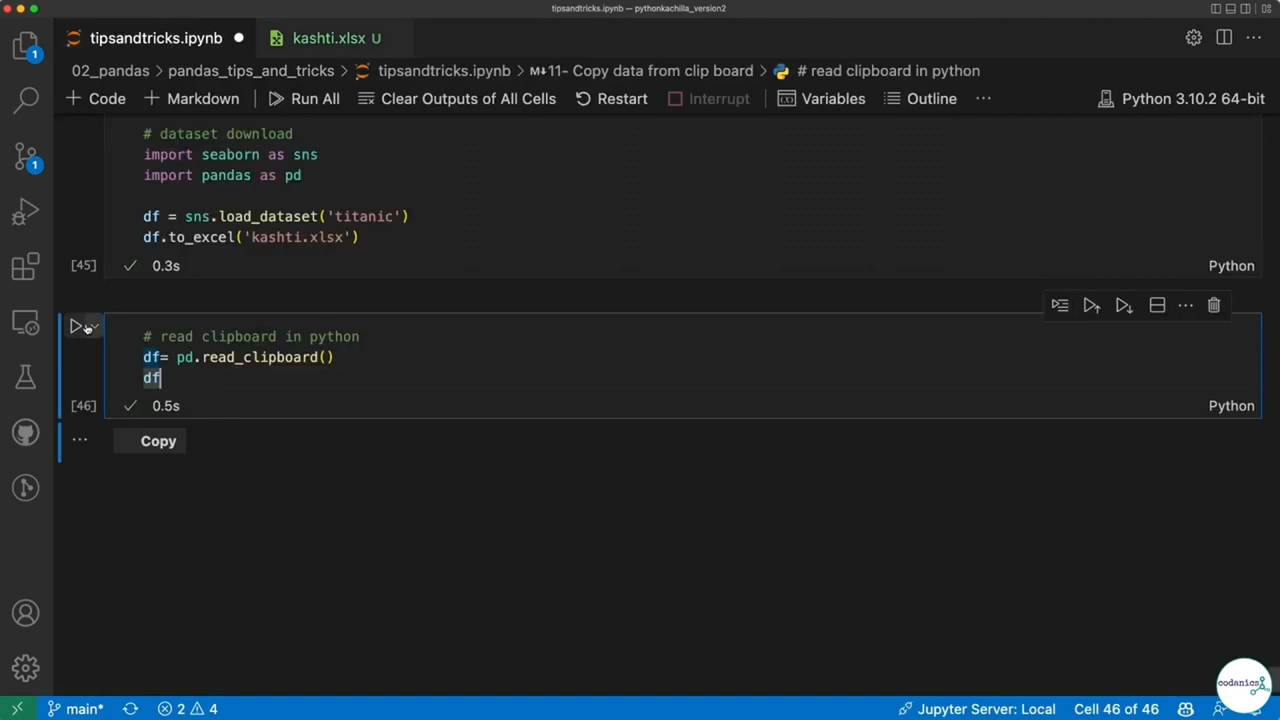 tipsandtricks.ipynb — pythonkachilla_version2
tipsandtricks.ipynb
kashti.xlsx U
02_pandas > pandas_tips_and_tricks > tipsandtricks.ipynb > M↓11- Copy data from clip board > # read clipboard in python
+ Code + Markdown Run All Clear Outputs of All Cells Restart Interrupt Variables Outline ··· Python 3.10.2 64-bit
1
1
# dataset download
import seaborn as sns
import pandas as pd
df = sns.load_dataset('titanic')
df.to_excel('kashti.xlsx')
[45] 0.3s Python
# read clipboard in python
df= pd.read_clipboard()
df
[46] 0.5s Python
··· Copy
codanics
main* 2 4 Jupyter Server: Local Cell 46 of 46